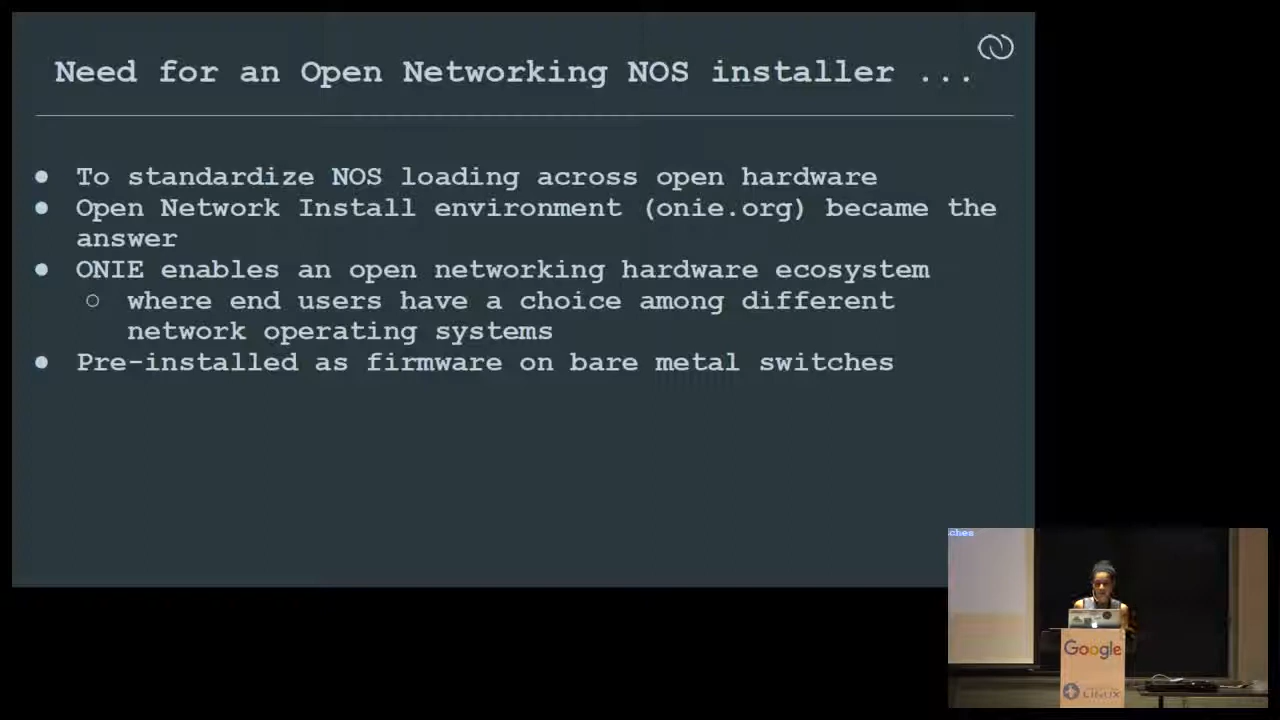 Need for an Open Networking NOS installer ...
● To standardize NOS loading across open hardware
● Open Network Install environment (onie.org) became the
answer
● ONIE enables an open networking hardware ecosystem
○ where end users have a choice among different
network operating systems
● Pre-installed as firmware on bare metal switches
ches
Google
LINUX